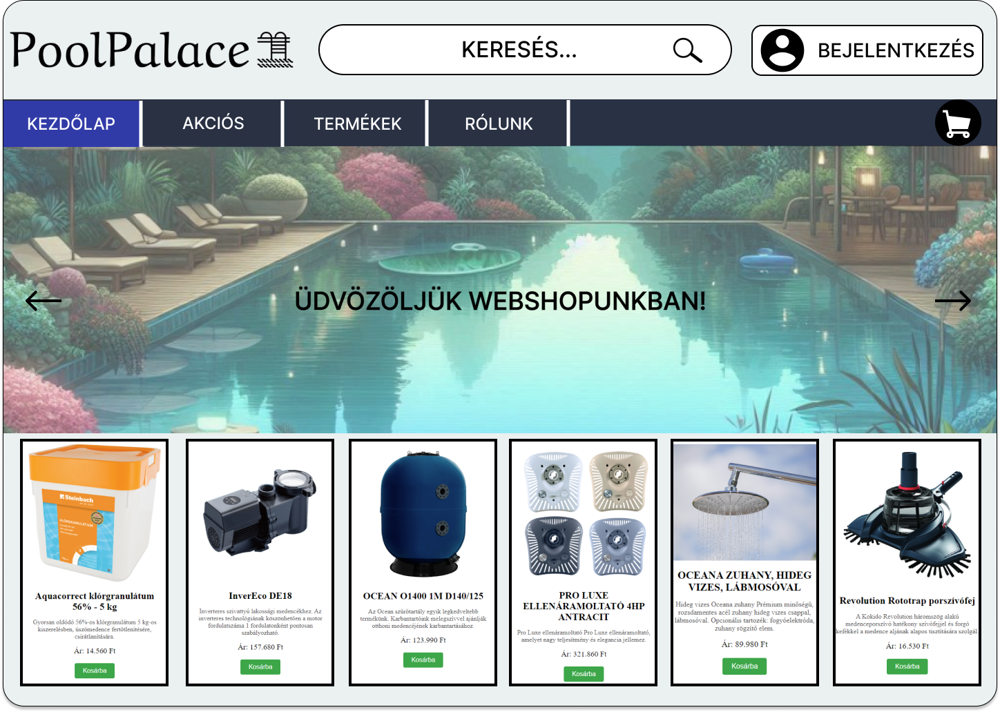 PoolPalace
KERESÉS...
BEJELENTKEZÉS
KEZDŐLAP
AKCIÓS
TERMÉKEK
RÓLUNK
ÜDVÖZÖLJÜK WEBSHOPUNKBAN!
Steinbach
KLÓRGRANULÁTUM
Aquacorrect klórgranulátum
56% - 5 kg
Gyorsan oldódó 56%-os klórgranulátum 5 kg-os
kiszerelésben, úszómedence fertőtlenítésére,
csírátlanítására.
Ár: 14.560 Ft
Kosárba
InverEco DE18
Inverteres szivattyú lakossági medencékhez. Az
inverteres technológiának köszönhetően a motor
fordulatszáma 1 fordulatonként pontosan
szabályozható.
Ár: 157.680 Ft
Kosárba
OCEAN O1400 1M D140/125
Az Ocean szűrőtartály egyik legkedveltebb
termékünk. Karbantartóink melegszívvel ajánlják
otthoni medencéjének karbantartásához.
Ár: 123.990 Ft
Kosárba
PRO LUXE
ELLENÁRAMOLTATÓ 4HP
ANTRACIT
Pro Luxe ellenáramoltató Pro Luxe ellenáramoltató,
amelyet nagy teljesítmény és elegancia jellemez.
Ár: 321.860 Ft
Kosárba
OCEANA ZUHANY, HIDEG
VIZES, LÁBMOSÓVAL
Hideg vizes Oceana zuhany Prémium minőségű,
rozsdamentes acél zuhany hideg vizes csappal,
lábmosóval. Opcionális tartozék: fogyóelektróda,
zuhany rögzítő elem.
Ár: 89.980 Ft
Kosárba
Revolution Rototrap porszívófej
A Kokido Revolution háromszög alakú
medenceporszívó hatékony szívófejjel és forgó
kefékkel a medence aljának alapos tisztítására szolgál.
Ár: 16.530 Ft
Kosárba